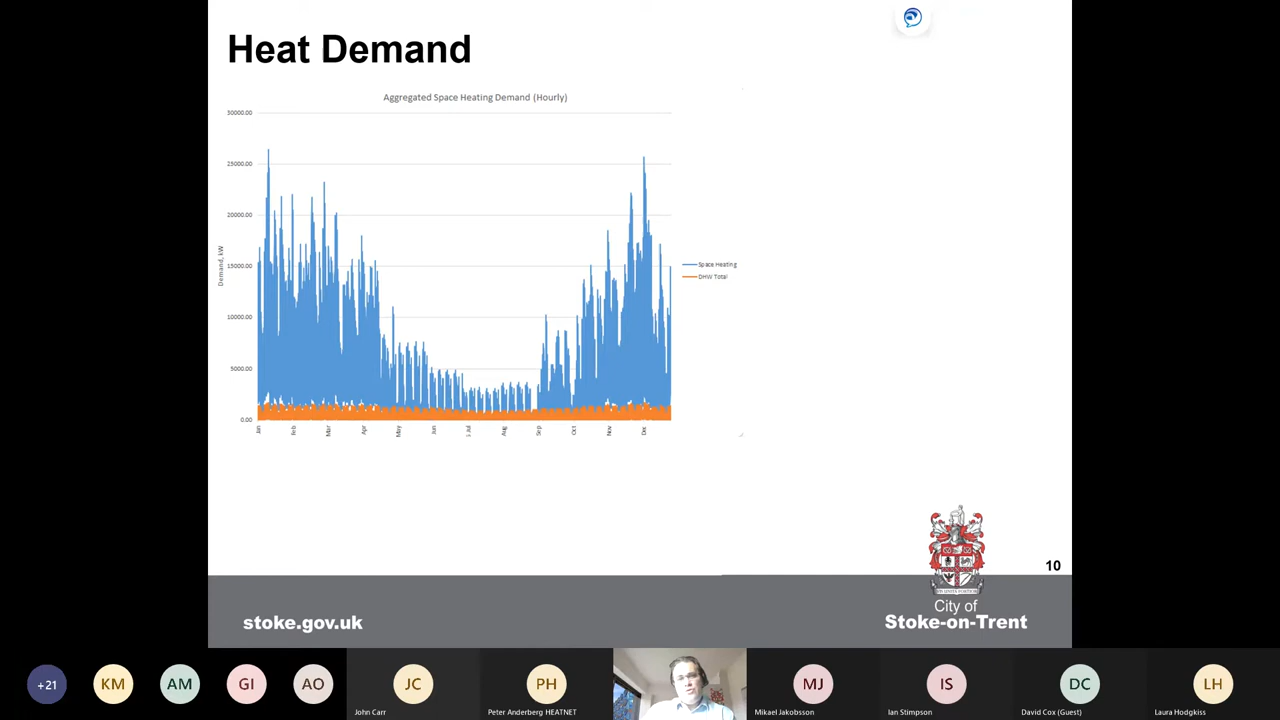 Heat Demand
Aggregated Space Heating Demand (Hourly)
30000.00
25000.00
20000.00
15000.00
10000.00
5000.00
0.00
Demand, kW
Jan
Feb
Mar
Apr
May
Jun
Jul
Aug
Sep
Oct
Nov
Dec
Space Heating
DHW Total
10
City of
Stoke-on-Trent
stoke.gov.uk
+21
KM
AM
GI
AO
JC
John Carr
PH
Peter Anderberg HEATNET
MJ
Mikael Jakobsson
IS
Ian Stimpson
DC
David Cox (Guest)
LH
Laura Hodgkiss